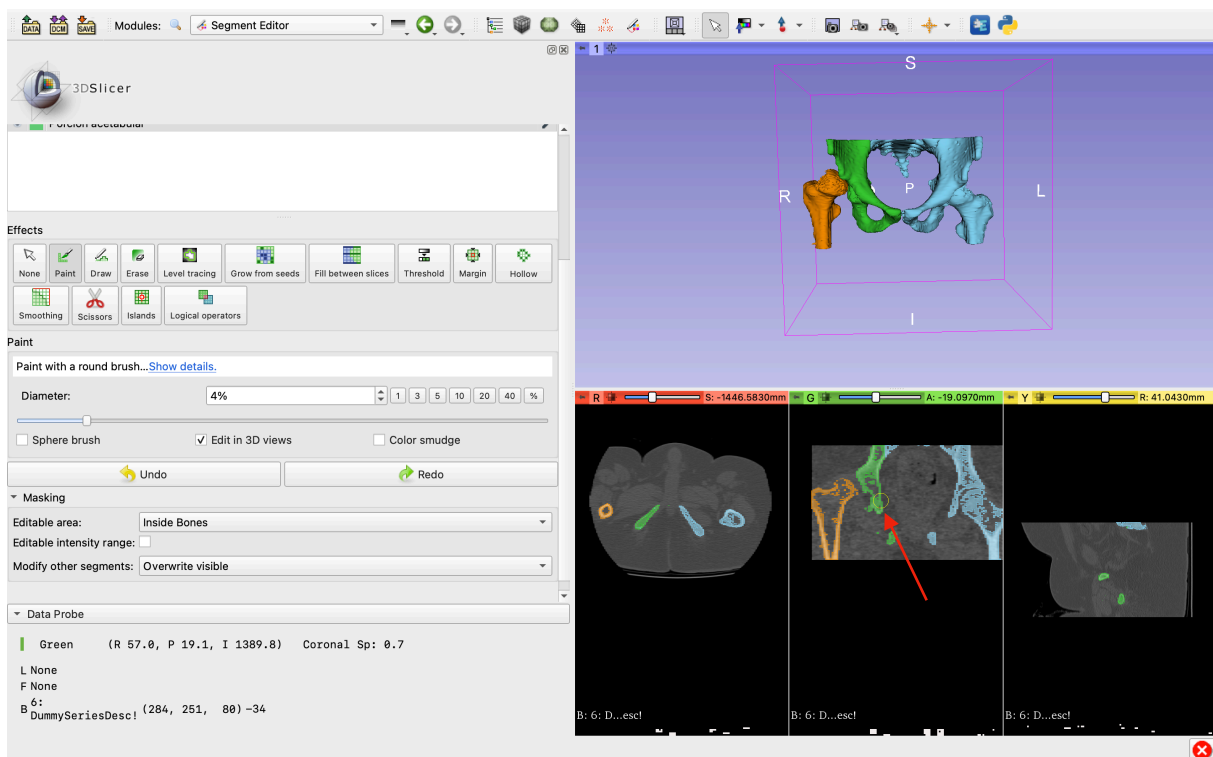 DATA DCM SAVE Modules: Segment Editor
1
3DSlicer
Porcion acetabular
S
R P L
I
Effects
None Paint Draw Erase Level tracing Grow from seeds Fill between slices Threshold Margin Hollow
Smoothing Scissors Islands Logical operators
Paint
Paint with a round brush...Show details.
Diameter: 4% 1 3 5 10 20 40 %
Sphere brush Edit in 3D views Color smudge
Undo Redo
Masking
Editable area: Inside Bones
Editable intensity range:
Modify other segments: Overwrite visible
Data Probe
Green (R 57.0, P 19.1, I 1389.8) Coronal Sp: 0.7
L None
F None
B 6: DummySeriesDesc! (284, 251, 80) -34
R S: -1446.5830mm G A: -19.0970mm Y R: 41.0430mm
B: 6: D...esc! B: 6: D...esc! B: 6: D...esc!